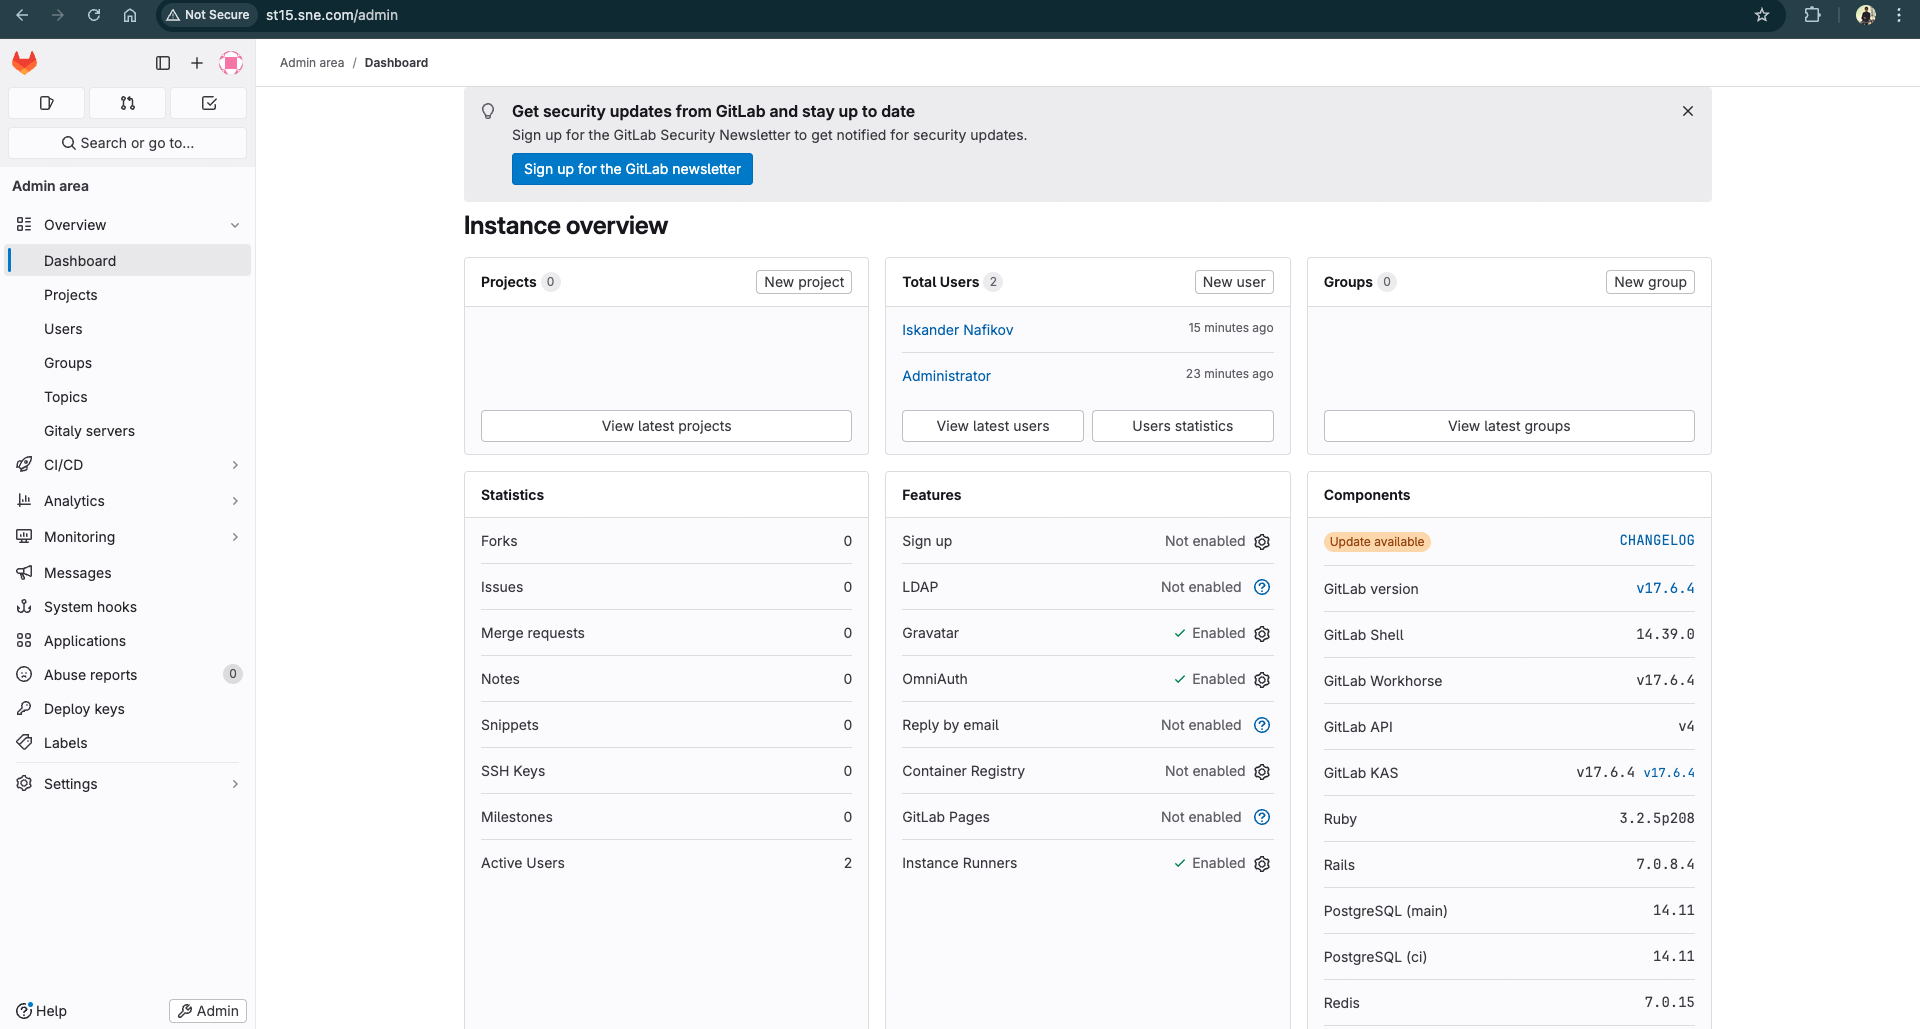 Not Secure
st15.sne.com/admin
Search or go to...
Admin area
Overview
Dashboard
Projects
Users
Groups
Topics
Gitaly servers
CI/CD
Analytics
Monitoring
Messages
System hooks
Applications
Abuse reports 0
Deploy keys
Labels
Settings
Help
Admin
Admin area / Dashboard
Get security updates from GitLab and stay up to date
Sign up for the GitLab Security Newsletter to get notified for security updates.
Sign up for the GitLab newsletter
Instance overview
Projects 0 New project
View latest projects
Total Users 2 New user
Iskander Nafikov 15 minutes ago
Administrator 23 minutes ago
View latest users Users statistics
Groups 0 New group
View latest groups
Statistics
Forks 0
Issues 0
Merge requests 0
Notes 0
Snippets 0
SSH Keys 0
Milestones 0
Active Users 2
Features
Sign up Not enabled
LDAP Not enabled
Gravatar Enabled
OmniAuth Enabled
Reply by email Not enabled
Container Registry Not enabled
GitLab Pages Not enabled
Instance Runners Enabled
Components
Update available CHANGELOG
GitLab version v17.6.4
GitLab Shell 14.39.0
GitLab Workhorse v17.6.4
GitLab API v4
GitLab KAS v17.6.4 v17.6.4
Ruby 3.2.5p208
Rails 7.0.8.4
PostgreSQL (main) 14.11
PostgreSQL (ci) 14.11
Redis 7.0.15